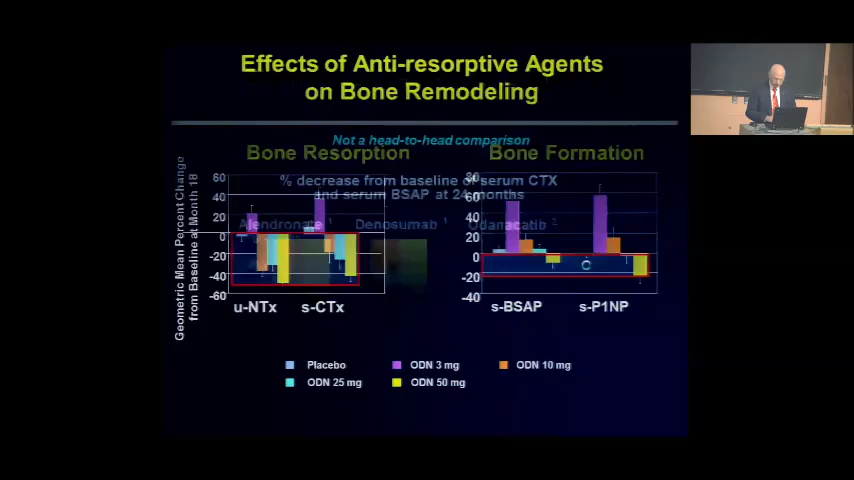 Effects of Anti-resorptive Agents
on Bone Remodeling
Not a head-to-head comparison
Bone Resorption
Bone Formation
% decrease from baseline of serum CTX
and serum BSAP at 24 months
Alendronate 1
Denosumab 1
Odanacatib 2
Geometric Mean Percent Change
from Baseline at Month 18
60
40
20
0
-20
-40
-60
80
60
40
20
0
-20
-40
u-NTx
s-CTx
s-BSAP
s-P1NP
Placebo
ODN 3 mg
ODN 10 mg
ODN 25 mg
ODN 50 mg